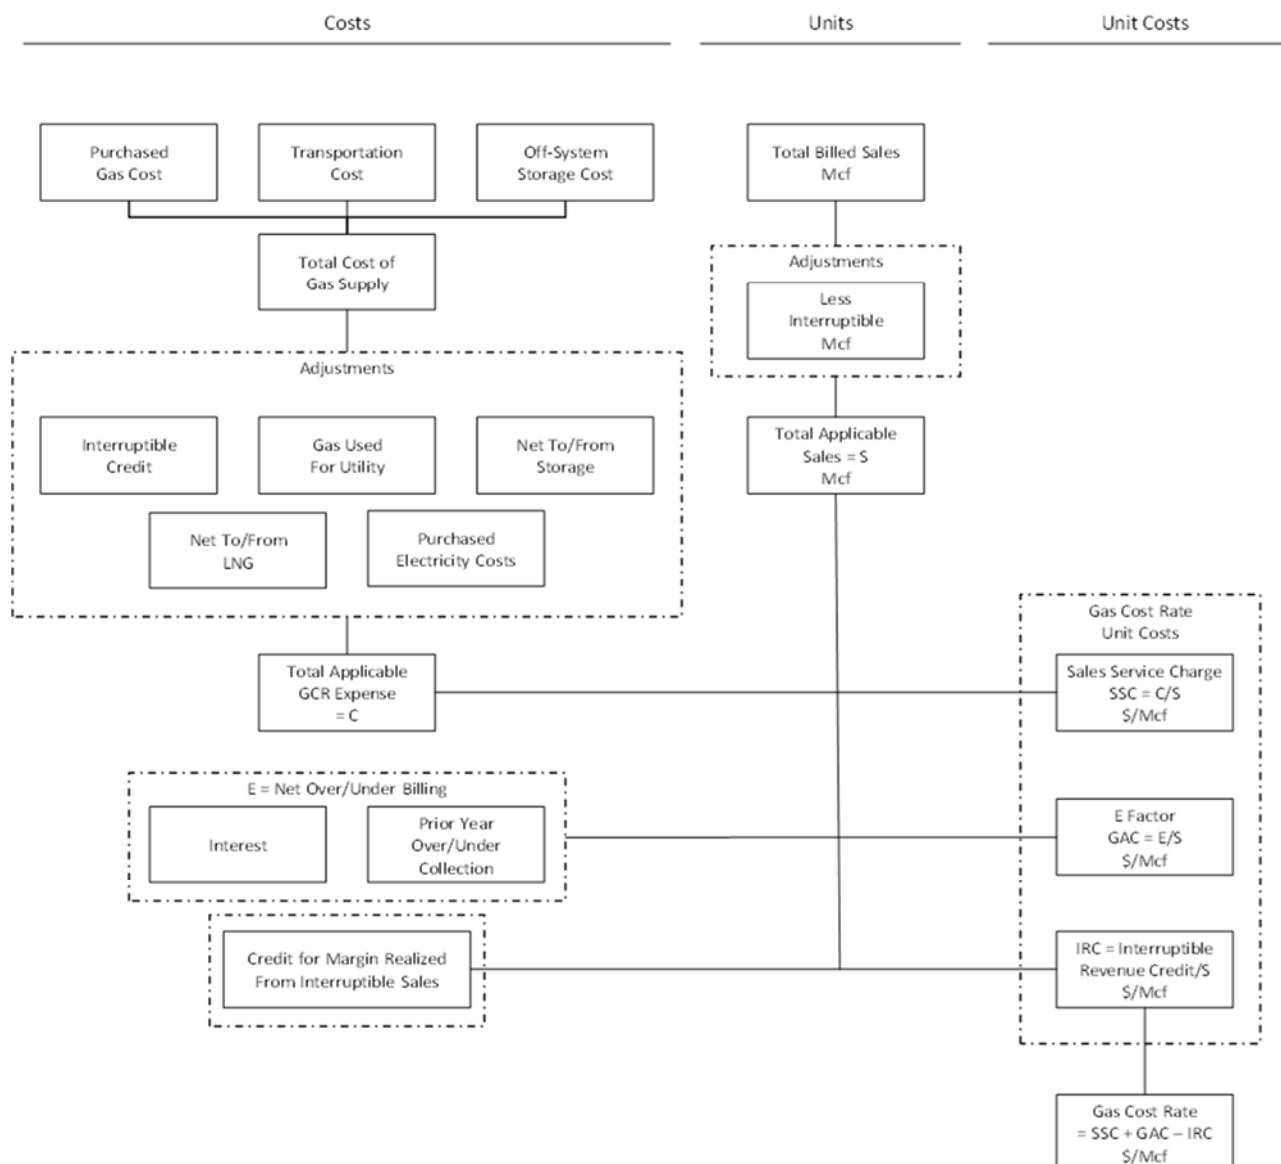 Costs
Units
Unit Costs
Purchased
Gas Cost
Transportation
Cost
Off-System
Storage Cost
Total Billed Sales
Mcf
Total Cost of
Gas Supply
Adjustments
Less
Interruptible
Mcf
Adjustments
Interruptible
Credit
Gas Used
For Utility
Net To/From
Storage
Total Applicable
Sales = S
Mcf
Net To/From
LNG
Purchased
Electricity Costs
Gas Cost Rate
Unit Costs
Total Applicable
GCR Expense
= C
Sales Service Charge
SSC = C/S
$/Mcf
E = Net Over/Under Billing
Interest
Prior Year
Over/Under
Collection
E Factor
GAC = E/S
$/Mcf
Credit for Margin Realized
From Interruptible Sales
IRC = Interruptible
Revenue Credit/S
$/Mcf
Gas Cost Rate
= SSC + GAC – IRC
$/Mcf